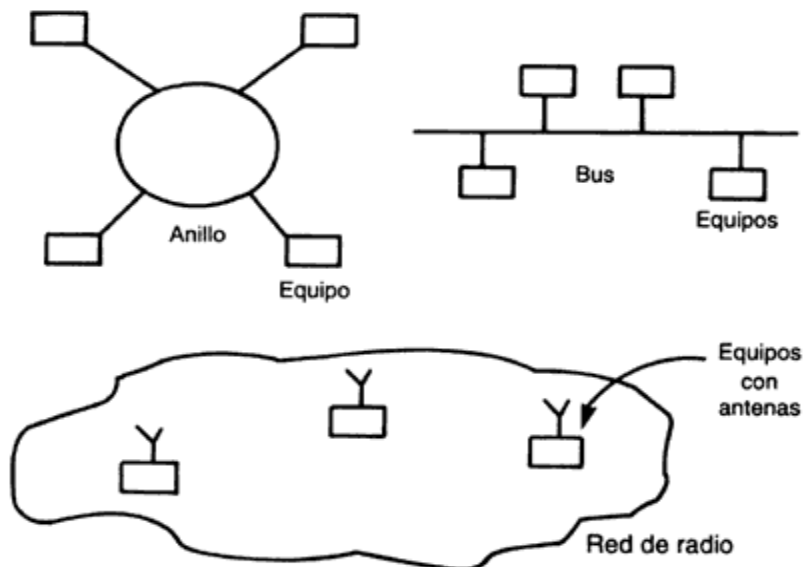 Anillo
Equipo
Bus
Equipos
Equipos
con
antenas
Red de radio